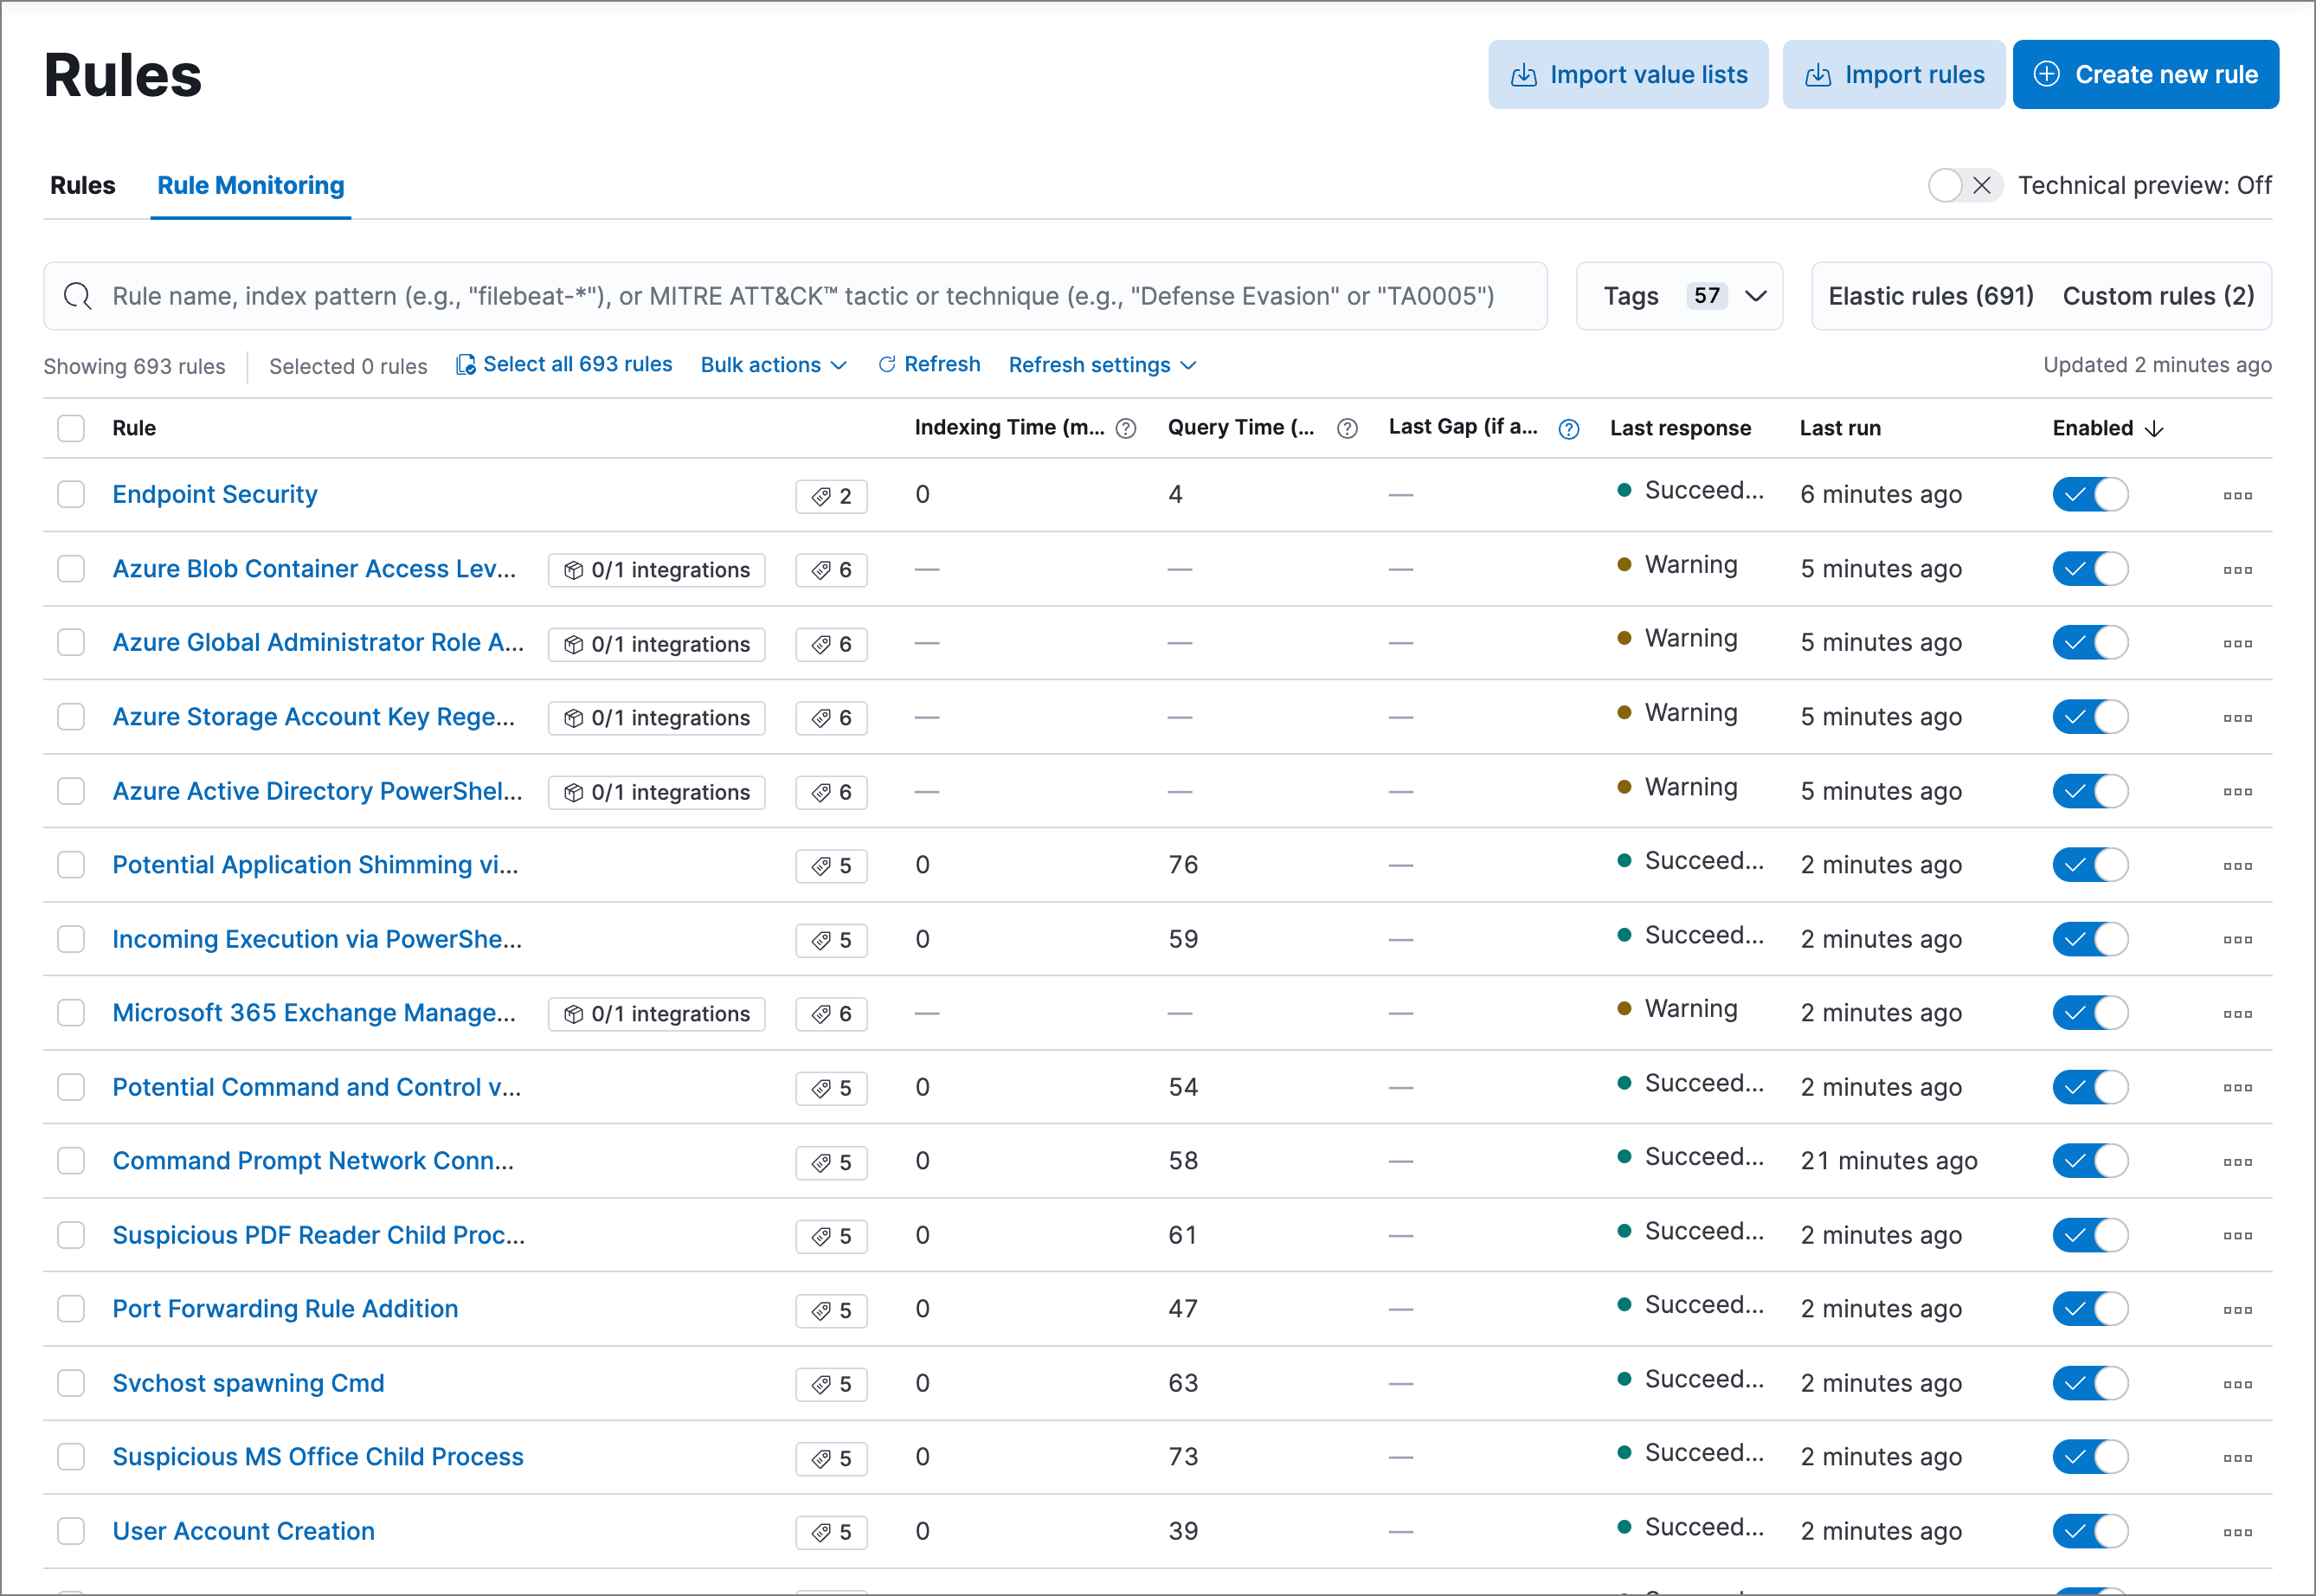 Rules
Import value lists
Import rules
Create new rule
Rules
Rule Monitoring
Technical preview: Off
Rule name, index pattern (e.g., "filebeat-*"), or MITRE ATT&CK™ tactic or technique (e.g., "Defense Evasion" or "TA0005")
Tags 57
Elastic rules (691) Custom rules (2)
Showing 693 rules Selected 0 rules Select all 693 rules Bulk actions Refresh Refresh settings Updated 2 minutes ago
Rule Indexing Time (m... Query Time (... Last Gap (if a... Last response Last run Enabled
Endpoint Security 2 0 4 — Succeed... 6 minutes ago
Azure Blob Container Access Lev... 0/1 integrations 6 — — — Warning 5 minutes ago
Azure Global Administrator Role A... 0/1 integrations 6 — — — Warning 5 minutes ago
Azure Storage Account Key Rege... 0/1 integrations 6 — — — Warning 5 minutes ago
Azure Active Directory PowerShel... 0/1 integrations 6 — — — Warning 5 minutes ago
Potential Application Shimming vi... 5 0 76 — Succeed... 2 minutes ago
Incoming Execution via PowerShe... 5 0 59 — Succeed... 2 minutes ago
Microsoft 365 Exchange Manage... 0/1 integrations 6 — — — Warning 2 minutes ago
Potential Command and Control v... 5 0 54 — Succeed... 2 minutes ago
Command Prompt Network Conn... 5 0 58 — Succeed... 21 minutes ago
Suspicious PDF Reader Child Proc... 5 0 61 — Succeed... 2 minutes ago
Port Forwarding Rule Addition 5 0 47 — Succeed... 2 minutes ago
Svchost spawning Cmd 5 0 63 — Succeed... 2 minutes ago
Suspicious MS Office Child Process 5 0 73 — Succeed... 2 minutes ago
User Account Creation 5 0 39 — Succeed... 2 minutes ago